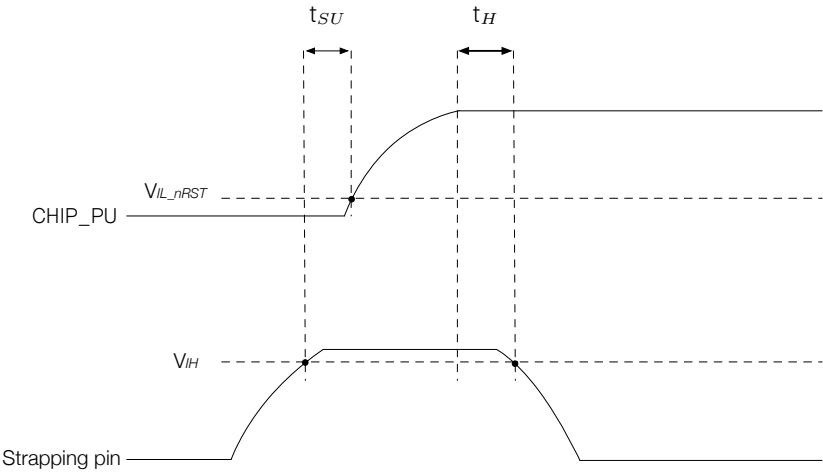 tSU tH
VIL_nRST
CHIP_PU
VIH
Strapping pin